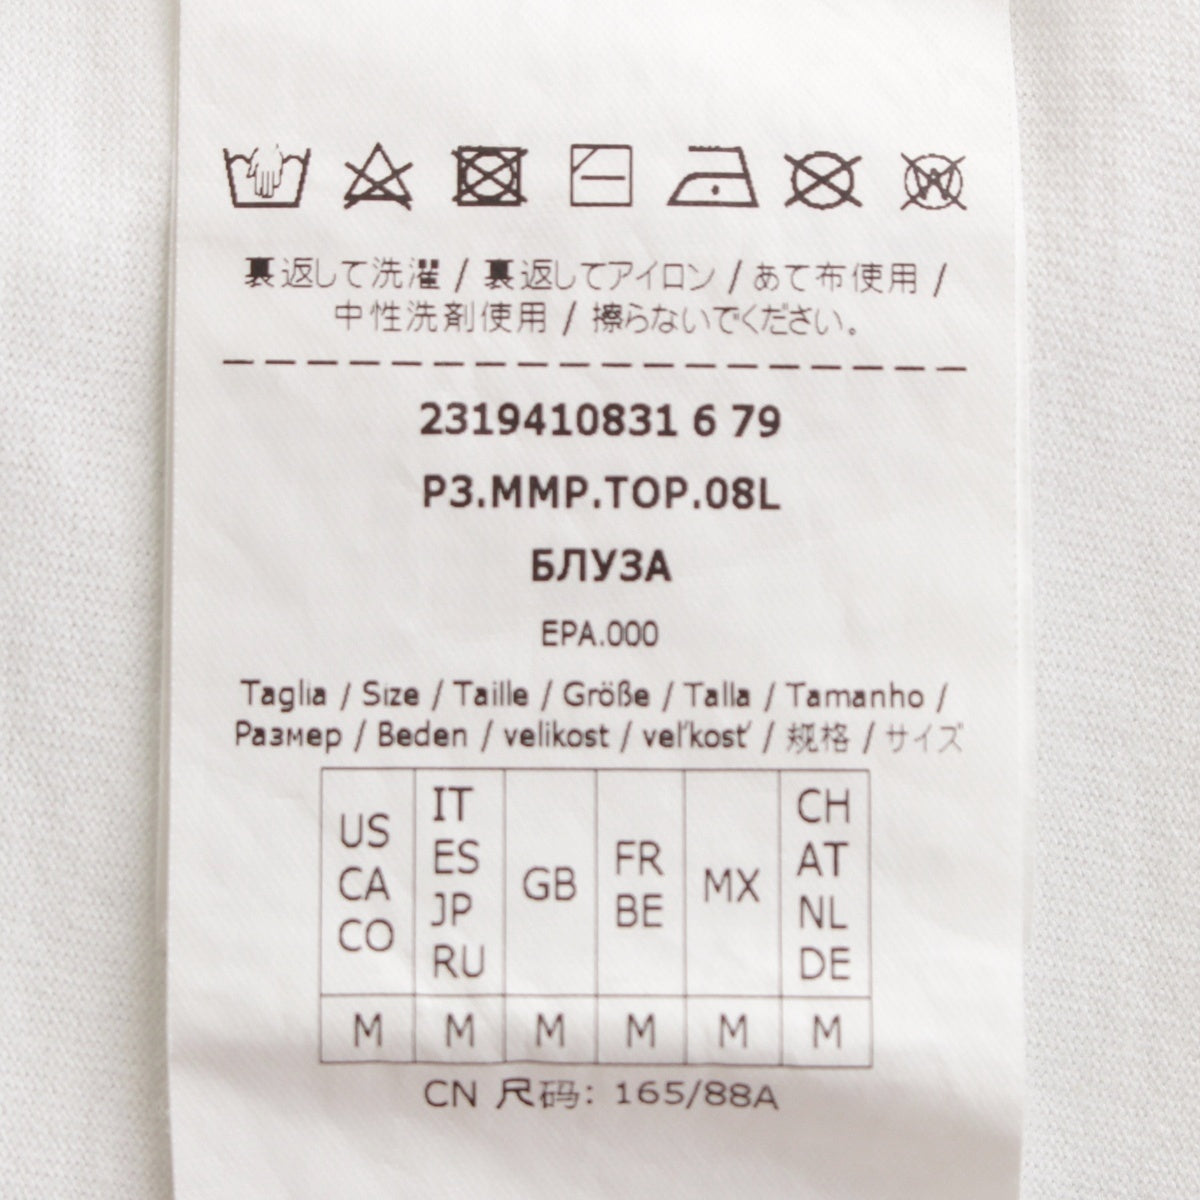 裏返して洗濯 / 裏返してアイロン / あて布使用 /
中性洗剤使用 / 擦らないでください。
2319410831 6 79
P3.MMP.TOP.08L
БЛУЗА
EPA.000
Taglia / Size / Taille / Größe / Talla / Tamanho /
Размер / Beden / velikost / veľkosť / 规格 / サイズ
US CA CO
IT ES JP RU
GB
FR BE
MX
CH AT NL DE
M M M M M M
CN 尺码: 165/88A